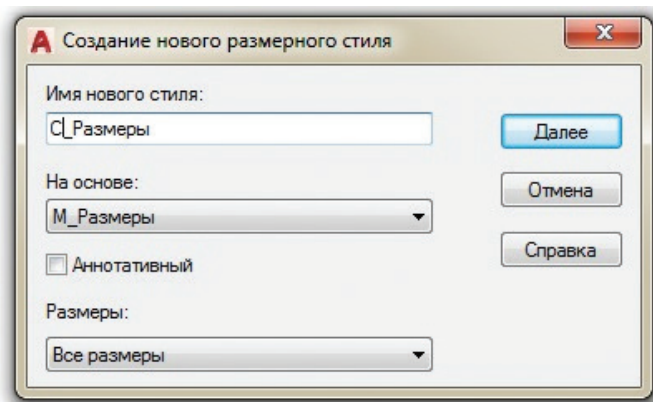 Создание нового размерного стиля
Имя нового стиля:
С_Размеры
Далее
На основе:
М_Размеры
Отмена
Аннотативный
Справка
Размеры:
Все размеры